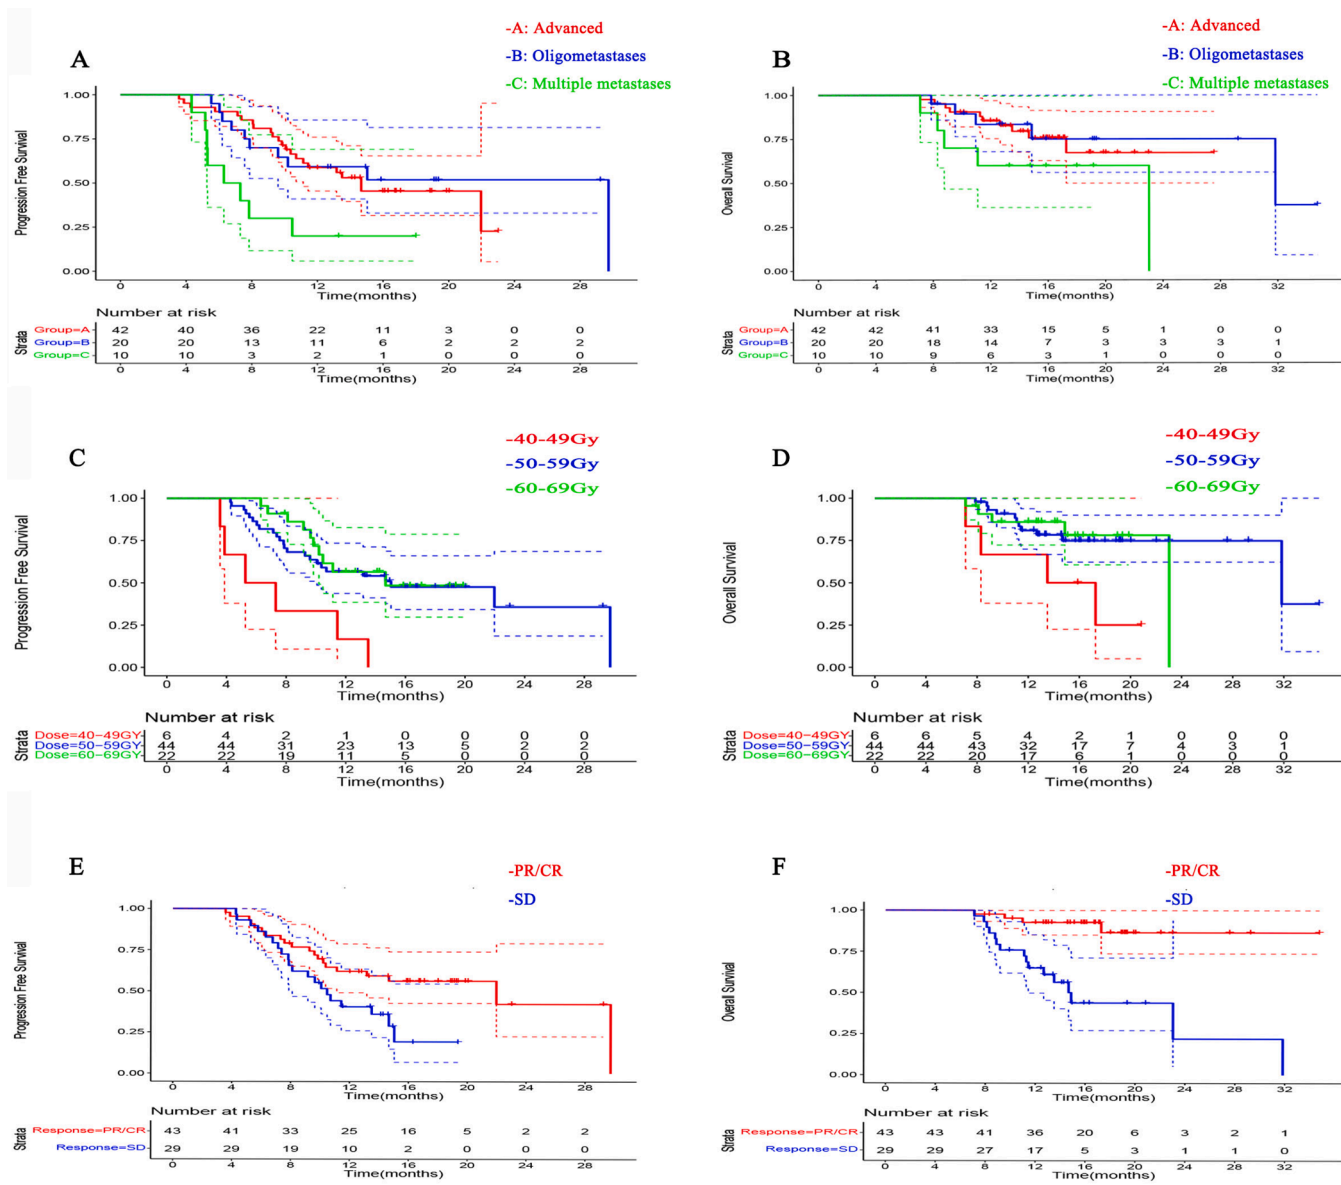 A
-A: Advanced
-B: Oligometastases
-C: Multiple metastases
Progression Free Survival
1.00
0.75
0.50
0.25
0.00
0 4 8 12 16 20 24 28
Time(months)
Number at risk
Strata
Group=A 42 40 36 22 11 3 0 0
Group=B 20 20 13 11 6 2 2 2
Group=C 10 10 3 2 1 0 0 0
0 4 8 12 16 20 24 28
Time(months)
B
-A: Advanced
-B: Oligometastases
-C: Multiple metastases
Overall Survival
1.00
0.75
0.50
0.25
0.00
0 4 8 12 16 20 24 28 32
Time(months)
Number at risk
Strata
Group=A 42 42 41 33 15 5 1 0 0
Group=B 20 20 18 14 7 3 3 3 1
Group=C 10 10 9 6 3 1 0 0 0
0 4 8 12 16 20 24 28 32
Time(months)
C
-40-49Gy
-50-59Gy
-60-69Gy
Progression Free Survival
1.00
0.75
0.50
0.25
0.00
0 4 8 12 16 20 24 28
Time(months)
Number at risk
Strata
Dose=40-49GY 6 4 2 1 0 0 0 0
Dose=50-59GY 44 44 31 23 13 5 2 2
Dose=60-69GY 22 22 19 11 5 0 0 0
0 4 8 12 16 20 24 28
Time(months)
D
-40-49Gy
-50-59Gy
-60-69Gy
Overall Survival
1.00
0.75
0.50
0.25
0.00
0 4 8 12 16 20 24 28 32
Time(months)
Number at risk
Strata
Dose=40-49GY 6 6 5 4 2 1 0 0 0
Dose=50-59GY 44 44 43 32 17 7 4 3 1
Dose=60-69GY 22 22 20 17 6 1 0 0 0
0 4 8 12 16 20 24 28 32
Time(months)
E
-PR/CR
-SD
Progression Free Survival
1.00
0.75
0.50
0.25
0.00
0 4 8 12 16 20 24 28
Time(months)
Number at risk
Strata
Response=PR/CR 43 41 33 25 16 5 2 2
Response=SD 29 29 19 10 2 0 0 0
0 4 8 12 16 20 24 28
Time(months)
F
-PR/CR
-SD
Overall Survival
1.00
0.75
0.50
0.25
0.00
0 4 8 12 16 20 24 28 32
Time(months)
Number at risk
Strata
Response=PR/CR 43 43 41 36 20 6 3 2 1
Response=SD 29 29 27 17 5 3 1 1 0
0 4 8 12 16 20 24 28 32
Time(months)